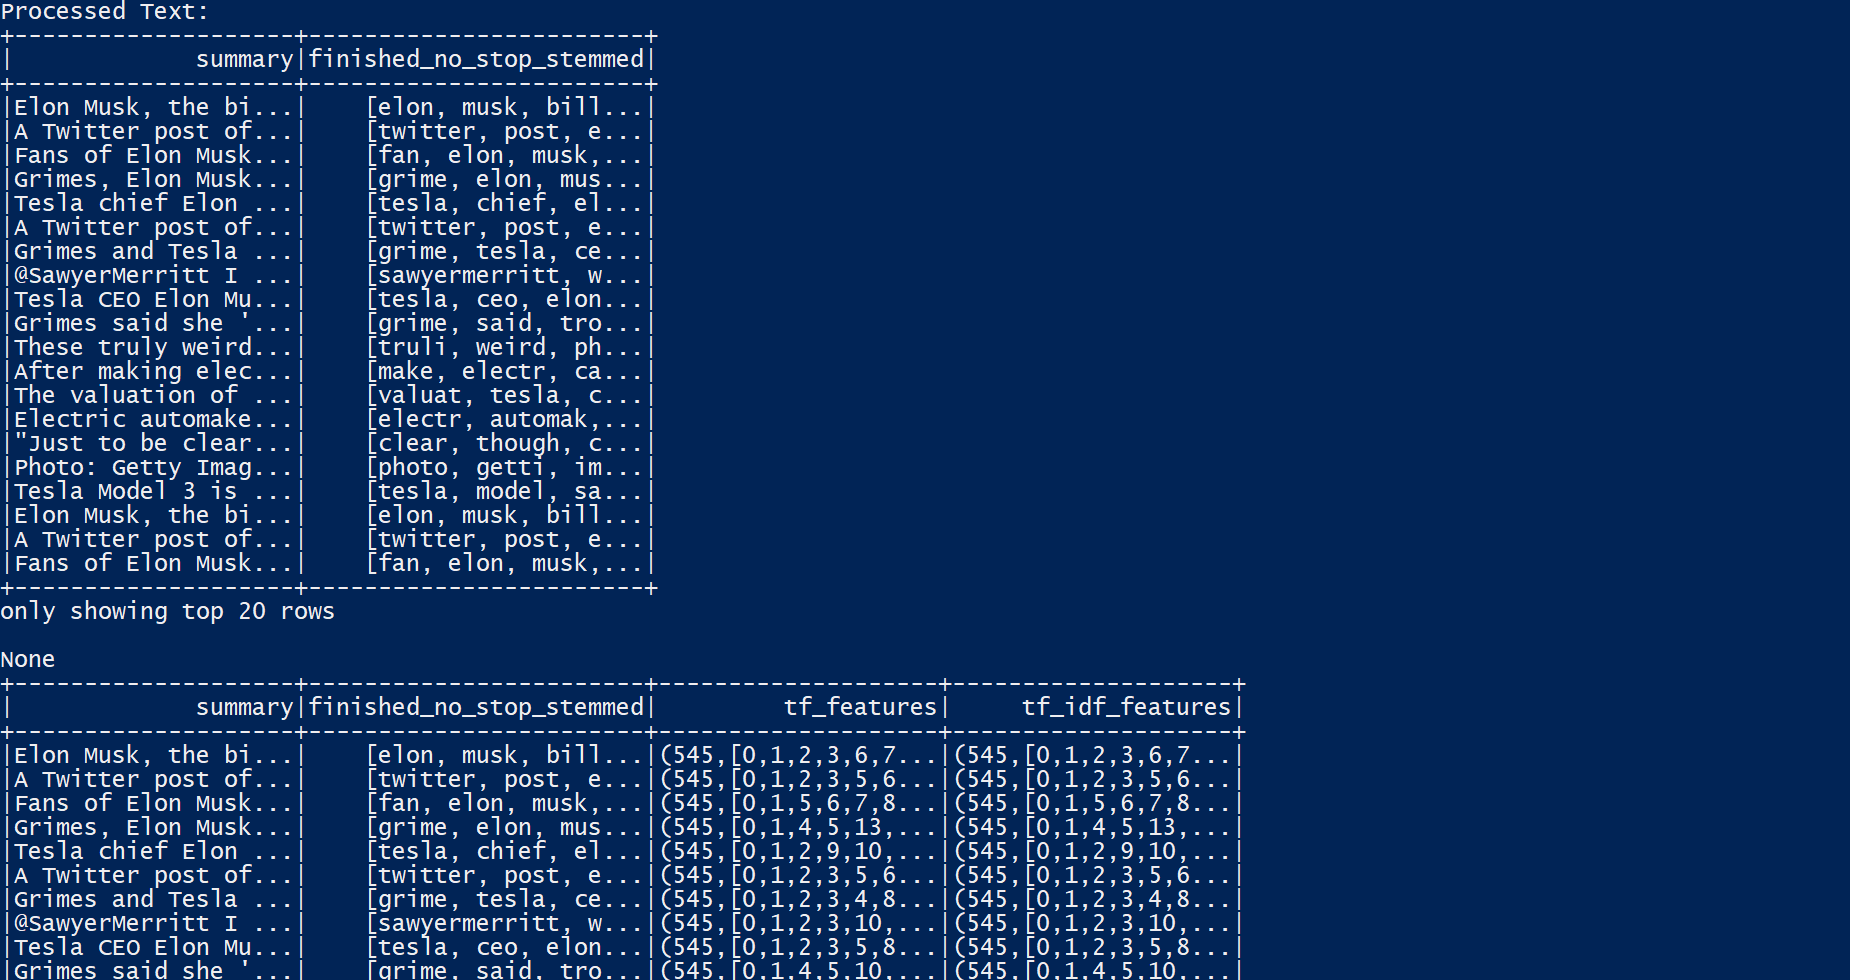 Processed Text:
+--------------------+------------------------+
|             summary|finished_no_stop_stemmed|
+--------------------+------------------------+
|Elon Musk, the bi...|    [elon, musk, bill...|
|A Twitter post of...|    [twitter, post, e...|
|Fans of Elon Musk...|    [fan, elon, musk,...|
|Grimes, Elon Musk...|    [grime, elon, mus...|
|Tesla chief Elon ...|    [tesla, chief, el...|
|A Twitter post of...|    [twitter, post, e...|
|Grimes and Tesla ...|    [grime, tesla, ce...|
|@SawyerMerritt I ...|    [sawyermerritt, w...|
|Tesla CEO Elon Mu...|    [tesla, ceo, elon...|
|Grimes said she '...|    [grime, said, tro...|
|These truly weird...|    [truli, weird, ph...|
|After making elec...|    [make, electr, ca...|
|The valuation of ...|    [valuat, tesla, c...|
|Electric automake...|    [electr, automak,...|
|"Just to be clear...|    [clear, though, c...|
|Photo: Getty Imag...|    [photo, getti, im...|
|Tesla Model 3 is ...|    [tesla, model, sa...|
|Elon Musk, the bi...|    [elon, musk, bill...|
|A Twitter post of...|    [twitter, post, e...|
|Fans of Elon Musk...|    [fan, elon, musk,...|
+--------------------+------------------------+
only showing top 20 rows

None
+--------------------+------------------------+--------------------+--------------------+
|             summary|finished_no_stop_stemmed|         tf_features|     tf_idf_features|
+--------------------+------------------------+--------------------+--------------------+
|Elon Musk, the bi...|    [elon, musk, bill...|(545,[0,1,2,3,6,7...|(545,[0,1,2,3,6,7...|
|A Twitter post of...|    [twitter, post, e...|(545,[0,1,2,3,5,6...|(545,[0,1,2,3,5,6...|
|Fans of Elon Musk...|    [fan, elon, musk,...|(545,[0,1,5,6,7,8...|(545,[0,1,5,6,7,8...|
|Grimes, Elon Musk...|    [grime, elon, mus...|(545,[0,1,4,5,13,...|(545,[0,1,4,5,13,...|
|Tesla chief Elon ...|    [tesla, chief, el...|(545,[0,1,2,9,10,...|(545,[0,1,2,9,10,...|
|A Twitter post of...|    [twitter, post, e...|(545,[0,1,2,3,5,6...|(545,[0,1,2,3,5,6...|
|Grimes and Tesla ...|    [grime, tesla, ce...|(545,[0,1,2,3,4,8...|(545,[0,1,2,3,4,8...|
|@SawyerMerritt I ...|    [sawyermerritt, w...|(545,[0,1,2,3,10,...|(545,[0,1,2,3,10,...|
|Tesla CEO Elon Mu...|    [tesla, ceo, elon...|(545,[0,1,2,3,5,8...|(545,[0,1,2,3,5,8...|
|Grimes said she '...|    [grime, said, tro...|(545,[0,1,4,5,10,...|(545,[0,1,4,5,10,...|